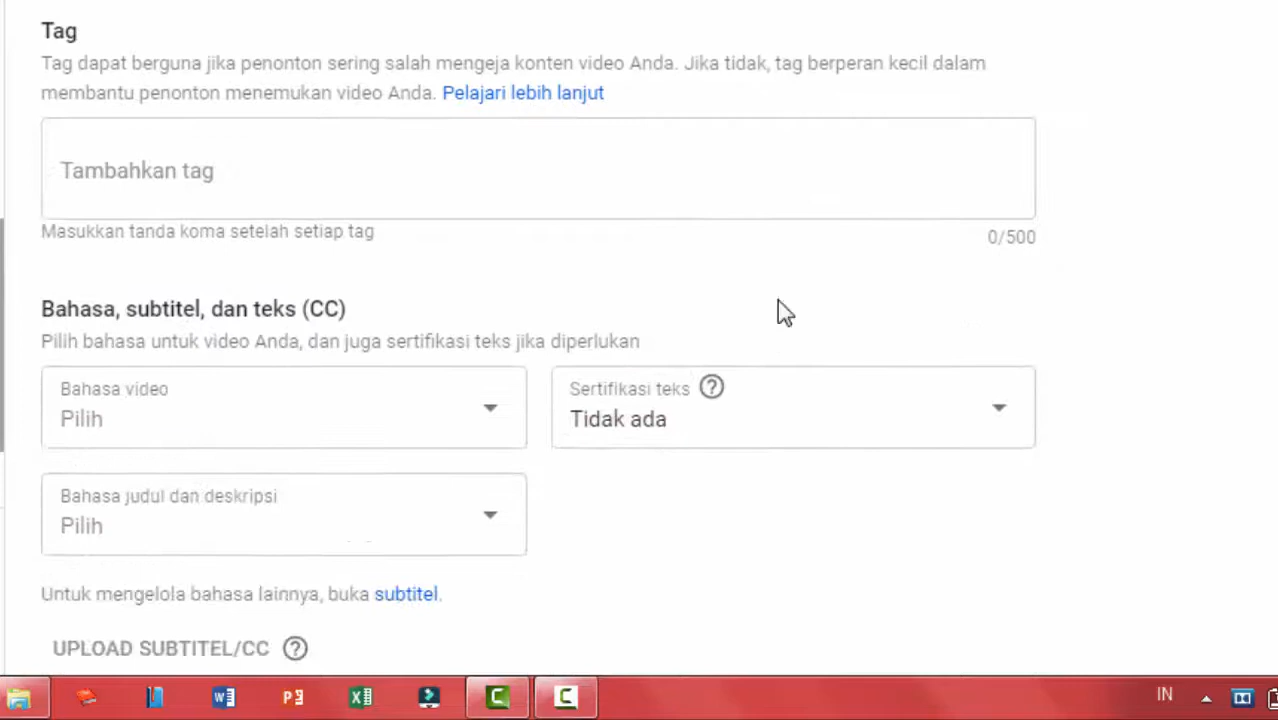 Tag
Tag dapat berguna jika penonton sering salah mengeja konten video Anda. Jika tidak, tag berperan kecil dalam
membantu penonton menemukan video Anda. Pelajari lebih lanjut
Tambahkan tag
Masukkan tanda koma setelah setiap tag
0/500
Bahasa, subtitel, dan teks (CC)
Pilih bahasa untuk video Anda, dan juga sertifikasi teks jika diperlukan
Bahasa video
Pilih
Sertifikasi teks
Tidak ada
Bahasa judul dan deskripsi
Pilih
Untuk mengelola bahasa lainnya, buka subtitel.
UPLOAD SUBTITEL/CC
IN